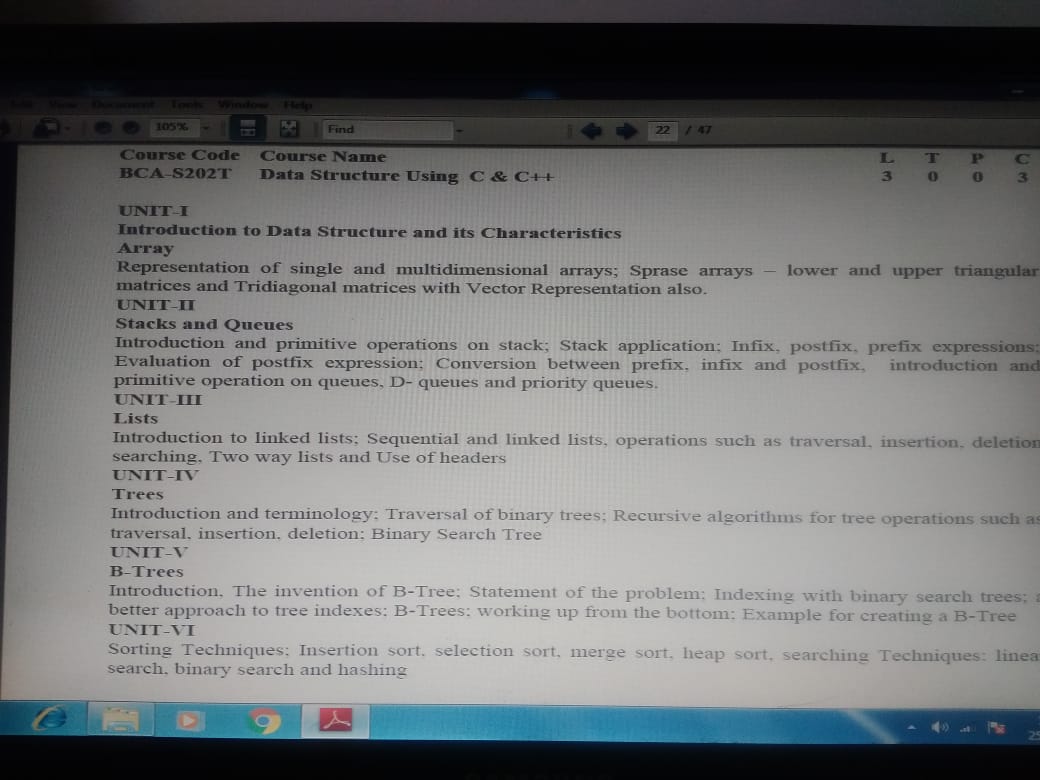 View Document Tools Window Help
105% Find 22 / 47
Course Code Course Name L T P C
BCA-S202T Data Structure Using C & C++ 3 0 0 3
UNIT-I
Introduction to Data Structure and its Characteristics
Array
Representation of single and multidimensional arrays; Sprase arrays – lower and upper triangular
matrices and Tridiagonal matrices with Vector Representation also.
UNIT-II
Stacks and Queues
Introduction and primitive operations on stack; Stack application; Infix, postfix, prefix expressions;
Evaluation of postfix expression; Conversion between prefix, infix and postfix, introduction and
primitive operation on queues, D- queues and priority queues.
UNIT-III
Lists
Introduction to linked lists; Sequential and linked lists, operations such as traversal, insertion, deletion
searching, Two way lists and Use of headers
UNIT-IV
Trees
Introduction and terminology; Traversal of binary trees; Recursive algorithms for tree operations such as
traversal, insertion, deletion; Binary Search Tree
UNIT-V
B-Trees
Introduction, The invention of B-Tree; Statement of the problem; Indexing with binary search trees; a
better approach to tree indexes; B-Trees; working up from the bottom; Example for creating a B-Tree
UNIT-VI
Sorting Techniques; Insertion sort, selection sort, merge sort, heap sort, searching Techniques: linea
search, binary search and hashing